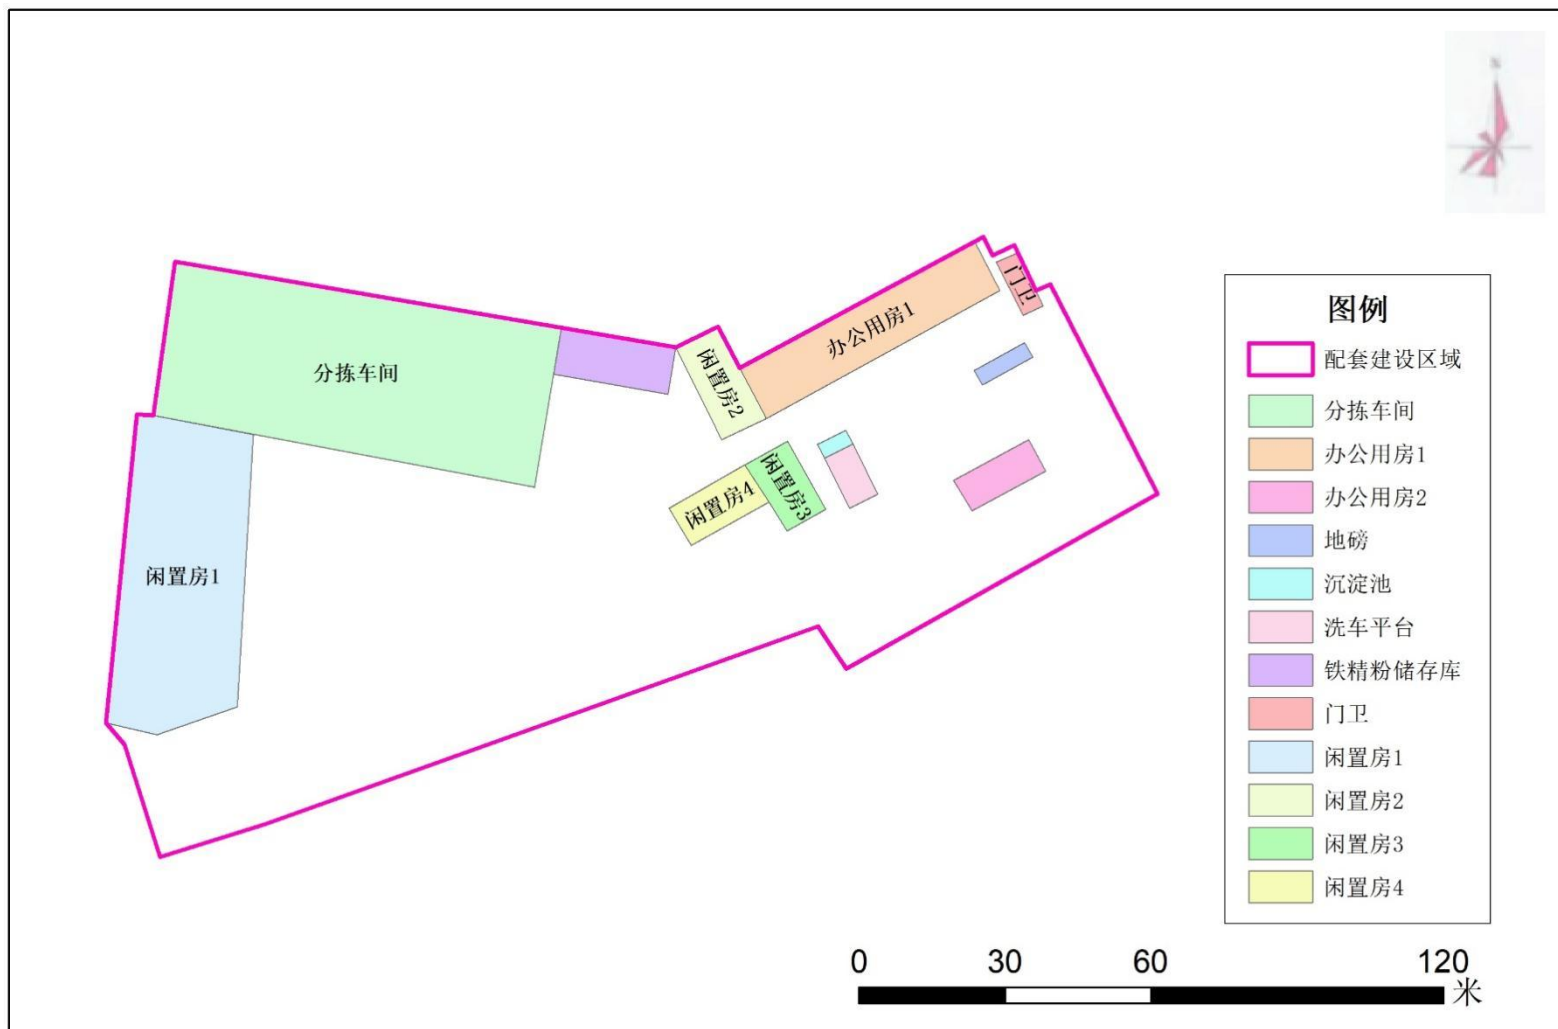 N
门卫
办公用房1
分拣车间
闲置房2
闲置房3
闲置房4
闲置房1
图例
配套建设区域
分拣车间
办公用房1
办公用房2
地磅
沉淀池
洗车平台
铁精粉储存库
门卫
闲置房1
闲置房2
闲置房3
闲置房4
0 30 60 120
米